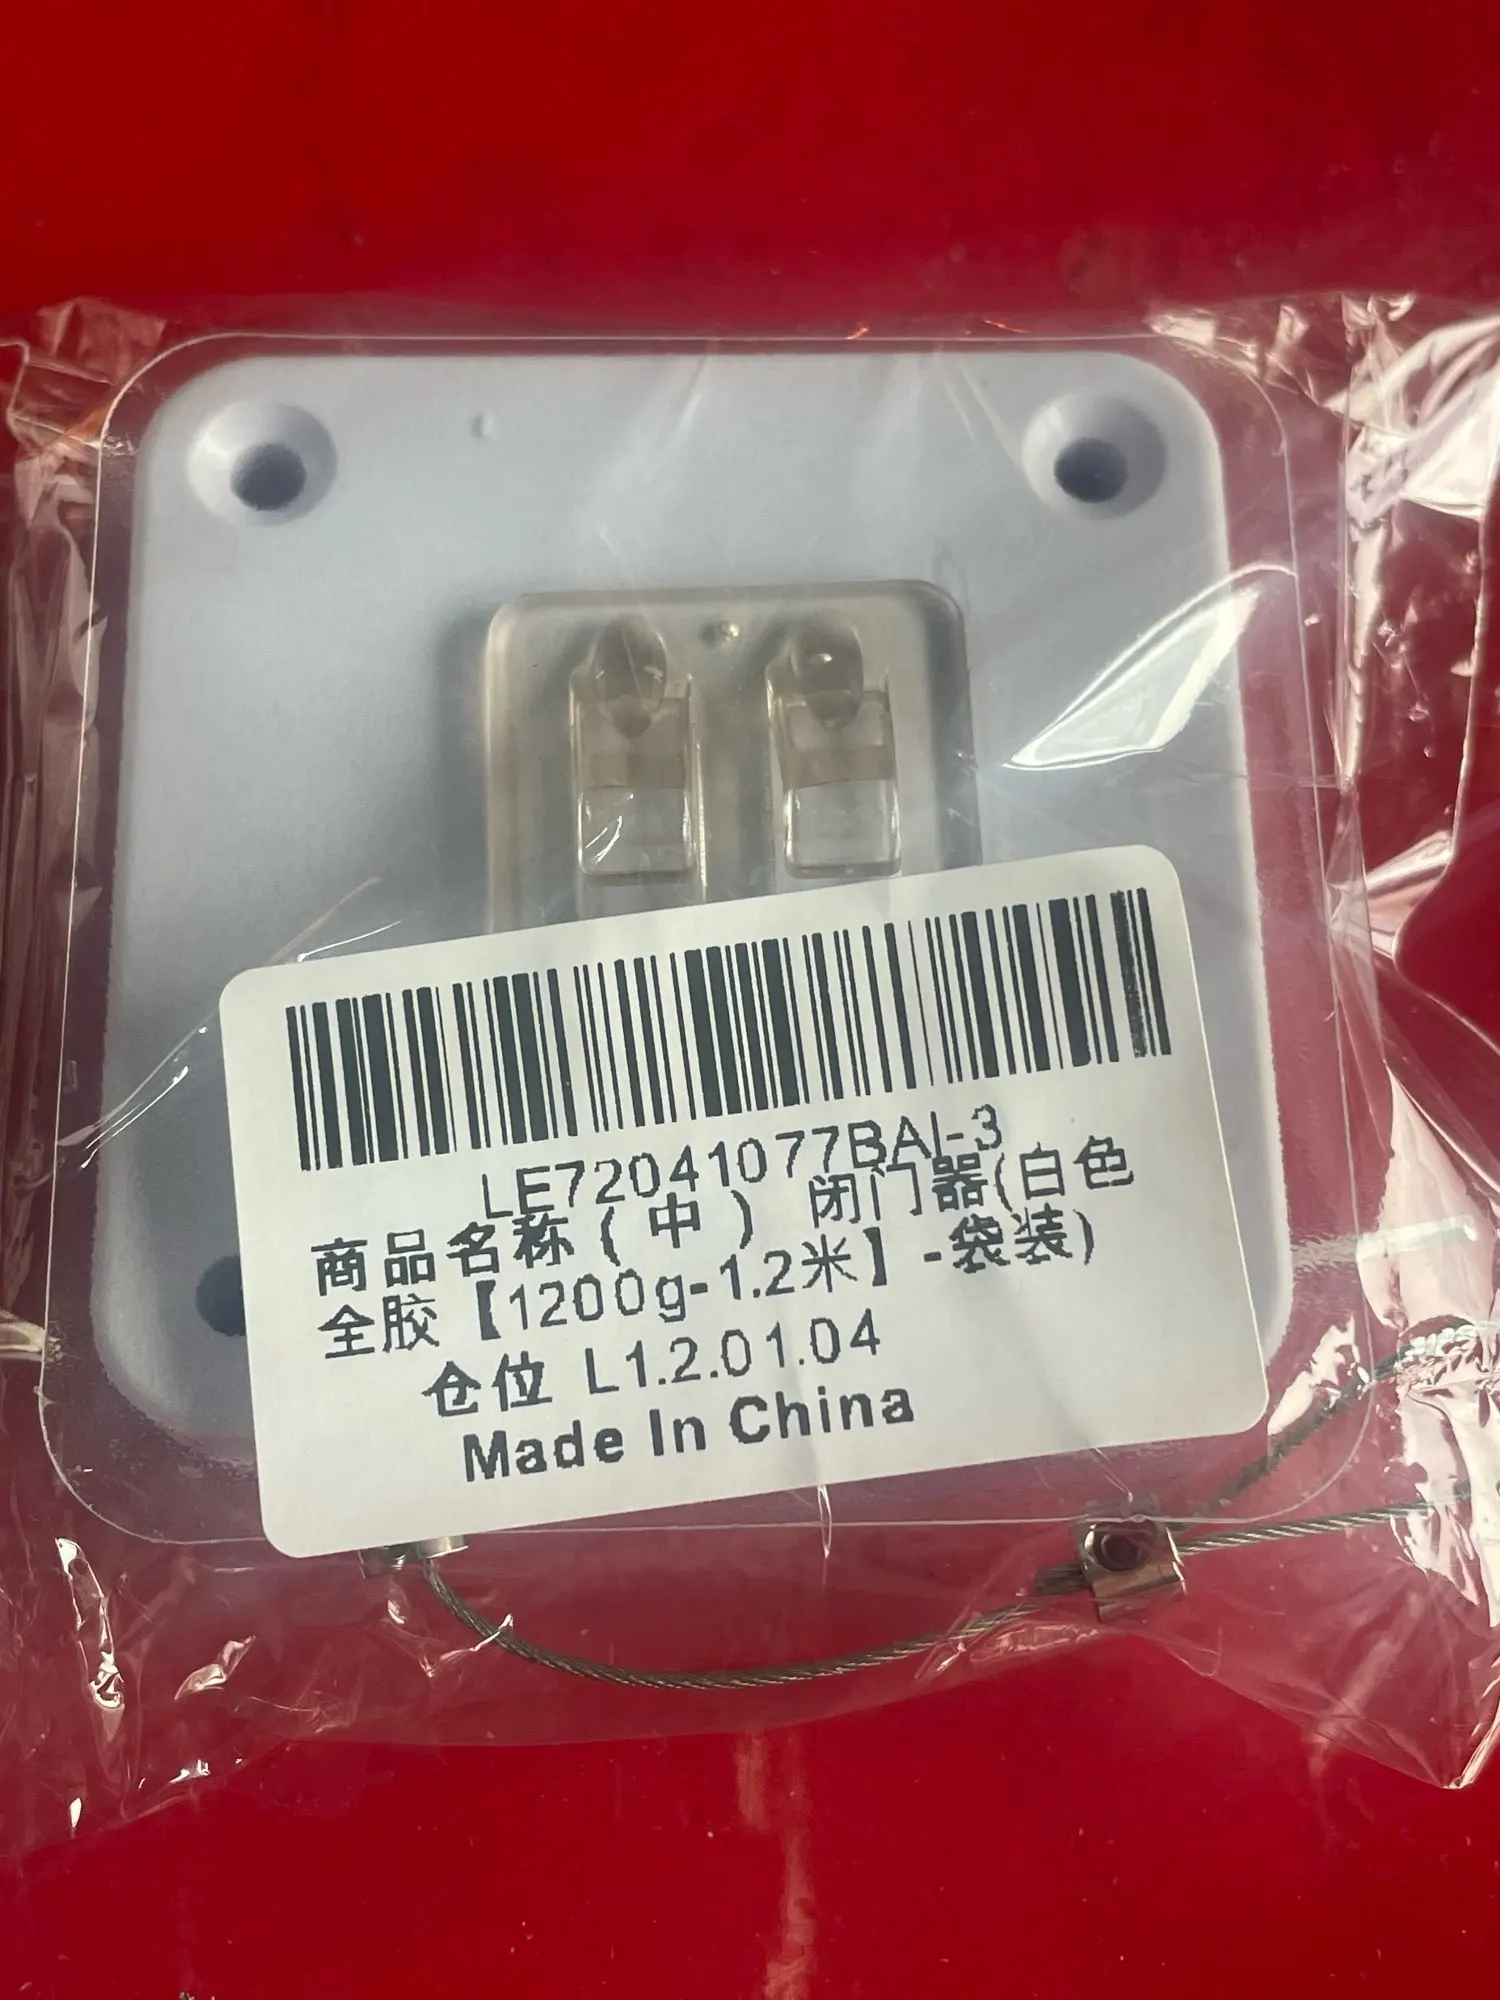 LE72041077BAI-3
商品名称(中) 闭门器(白色
全胶【1200g-1.2米】-袋装)
仓位 L1.2.01.04
Made In China